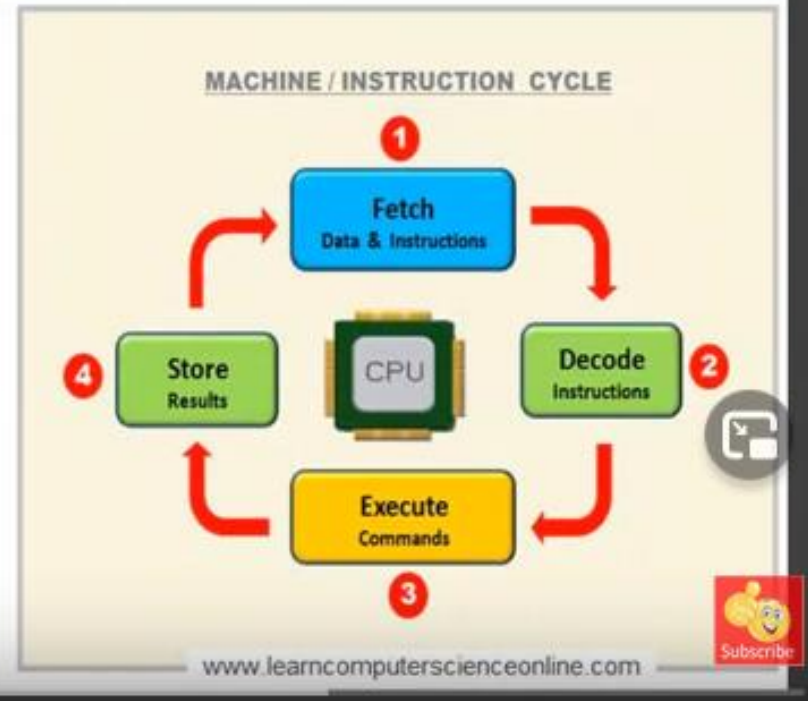 MACHINE / INSTRUCTION CYCLE
1
Fetch
Data & Instructions
4
Store
Results
CPU
Decode
Instructions
2
Execute
Commands
3
Subscribe
www.learncomputerscienceonline.com